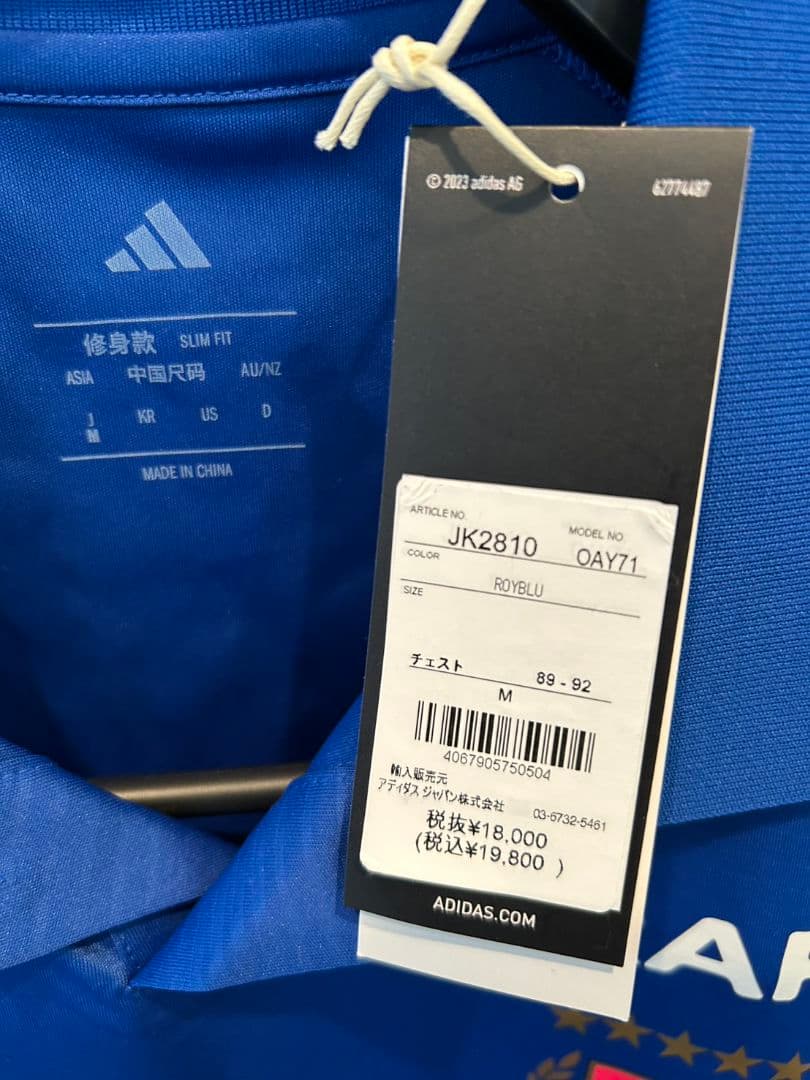 © 2023 adidas AG 62774487
修身款 SLIM FIT
ASIA 中国尺码 AU/NZ
J KR US D
M
MADE IN CHINA
ARTICLE NO. MODEL NO.
JK2810 OAY71
COLOR
ROYBLU
SIZE
チェスト 89 - 92
M
4067905750504
輸入販売元
アディダス ジャパン株式会社 03-6732-5461
税抜¥18,000
(税込¥19,800 )
ADIDAS.COM